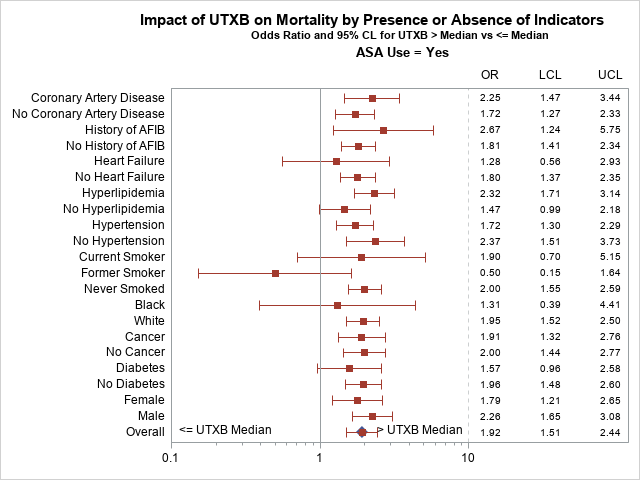 Impact of UTXB on Mortality by Presence or Absence of Indicators
Odds Ratio and 95% CL for UTXB > Median vs <= Median
ASA Use = Yes
OR LCL UCL
Coronary Artery Disease 2.25 1.47 3.44
No Coronary Artery Disease 1.72 1.27 2.33
History of AFIB 2.67 1.24 5.75
No History of AFIB 1.81 1.41 2.34
Heart Failure 1.28 0.56 2.93
No Heart Failure 1.80 1.37 2.35
Hyperlipidemia 2.32 1.71 3.14
No Hyperlipidemia 1.47 0.99 2.18
Hypertension 1.72 1.30 2.29
No Hypertension 2.37 1.51 3.73
Current Smoker 1.90 0.70 5.15
Former Smoker 0.50 0.15 1.64
Never Smoked 2.00 1.55 2.59
Black 1.31 0.39 4.41
White 1.95 1.52 2.50
Cancer 1.91 1.32 2.76
No Cancer 2.00 1.44 2.77
Diabetes 1.57 0.96 2.58
No Diabetes 1.96 1.48 2.60
Female 1.79 1.21 2.65
Male 2.26 1.65 3.08
Overall <= UTXB Median > UTXB Median 1.92 1.51 2.44
0.1 1 10